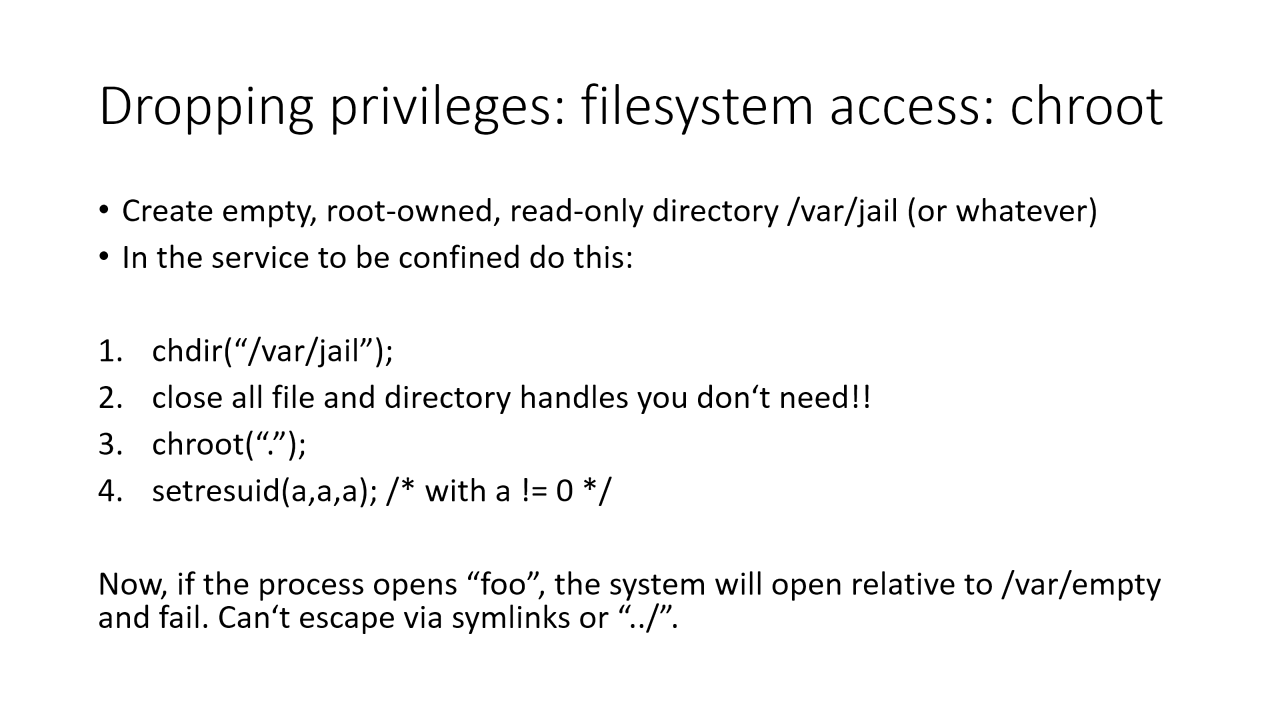 Dropping privileges: filesystem access: chroot
• Create empty, root-owned, read-only directory /var/jail (or whatever)
• In the service to be confined do this:
1. chdir(“/var/jail”);
2. close all file and directory handles you don‘t need!!
3. chroot(“.”);
4. setresuid(a,a,a); /* with a != 0 */
Now, if the process opens “foo”, the system will open relative to /var/empty
and fail. Can‘t escape via symlinks or “../”.